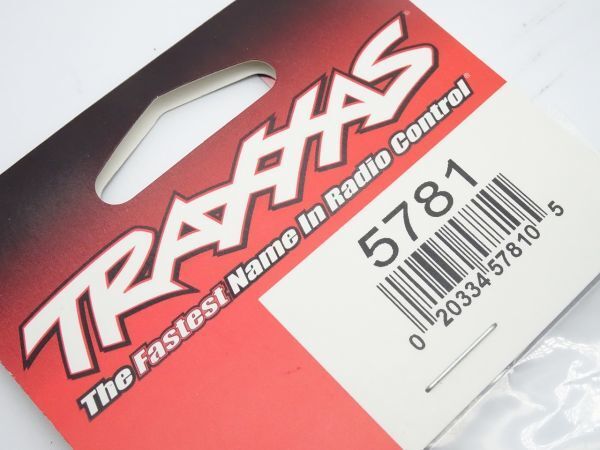 TRAXXAS®
The Fastest Name In Radio Control®
5781
0 20334 57810 5